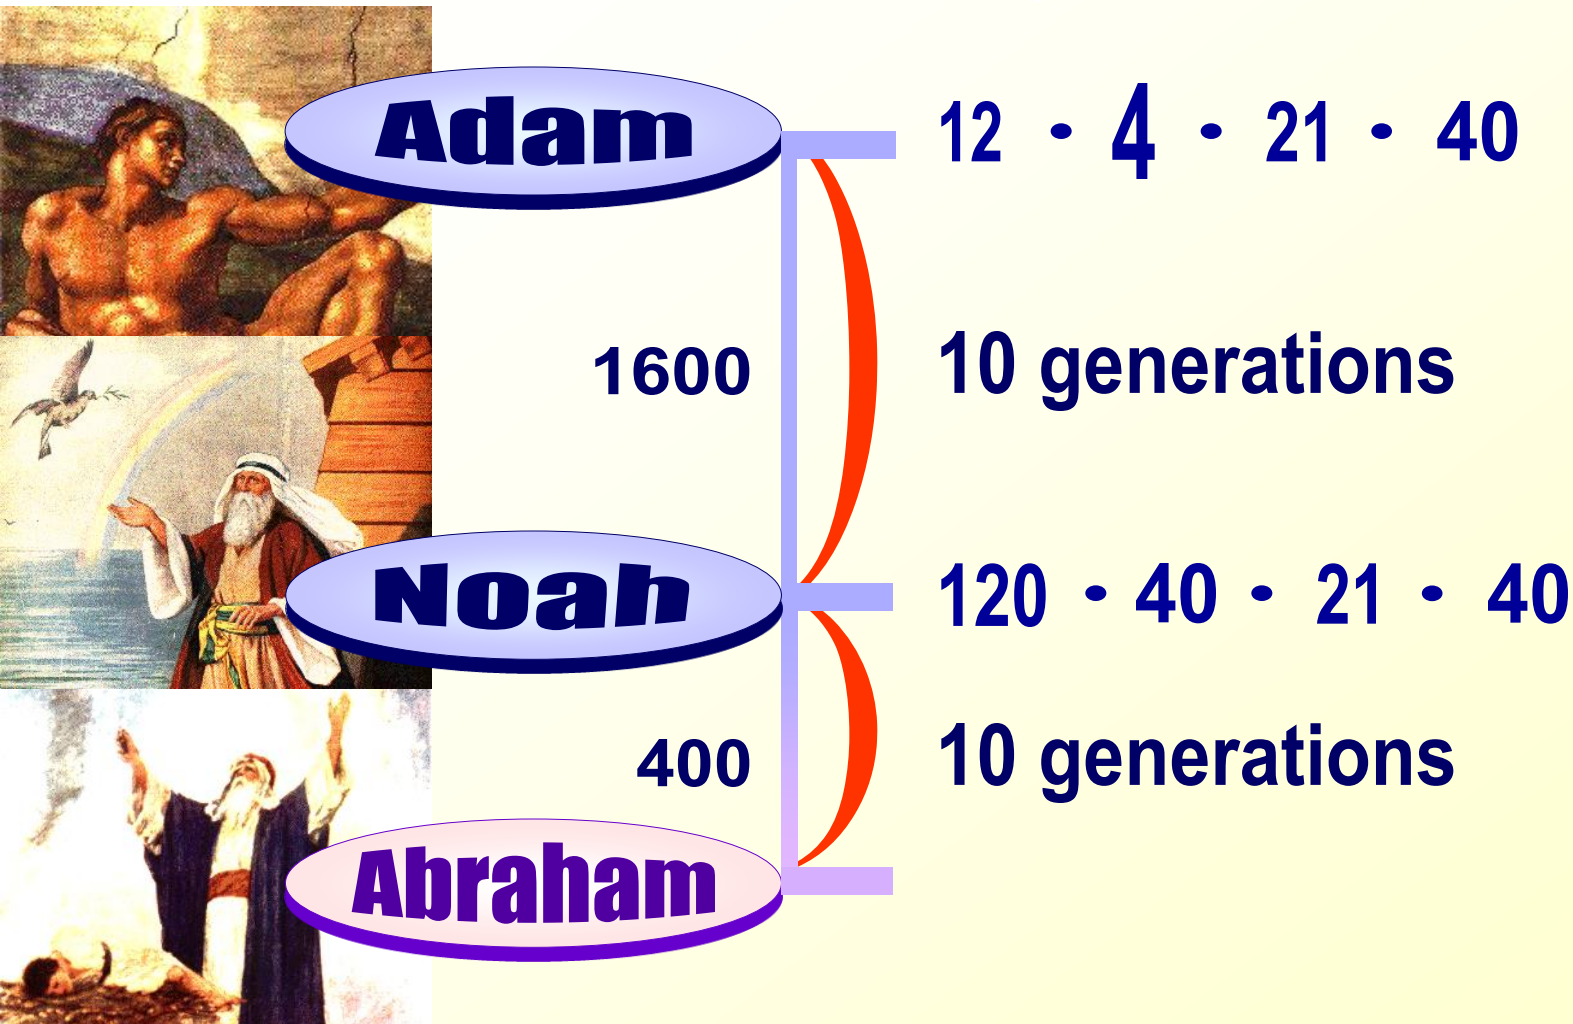 Adam 12 • 4 • 21 • 40
1600 10 generations
Noah 120 • 40 • 21 • 40
400 10 generations
Abraham